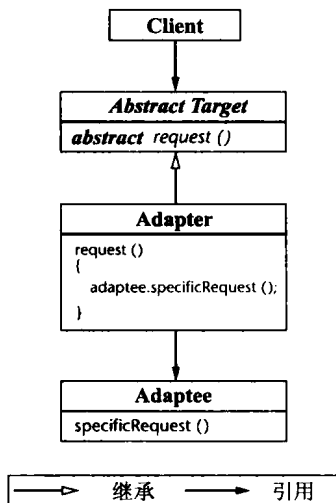 Client
Abstract Target
abstract request ()
Adapter
request ()
{
adaptee.specificRequest ();
}
Adaptee
specificRequest ()
继承 引用